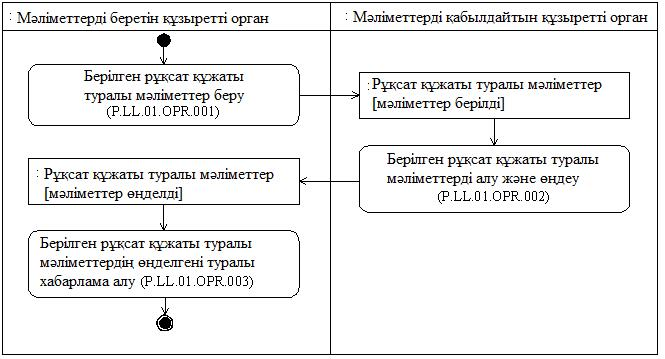 : Мәліметтерді беретін құзыретті орган
: Мәліметтерді қабылдайтын құзыретті орган
Берілген рұқсат құжаты
туралы мәліметтер беру
(P.LL.01.OPR.001)
:Рұқсат құжаты туралы мәліметтер
[мәліметтер берілді]
Берілген рұқсат құжаты туралы
мәліметтерді алу және өңдеу
(P.LL.01.OPR.002)
: Рұқсат құжаты туралы мәліметтер
[мәліметтер өңделді]
Берілген рұқсат құжаты туралы
мәліметтердің өңделгені туралы
хабарлама алу (P.LL.01.OPR.003)